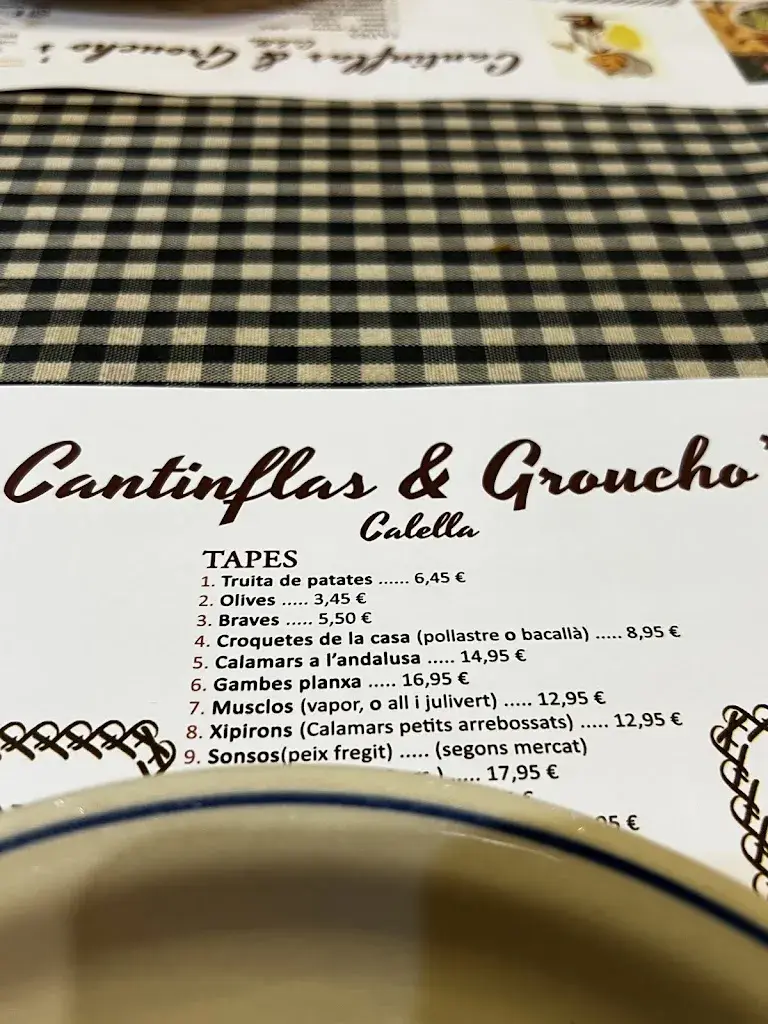 Cantinflas & Groucho's
Cantinflas & Groucho'
Calella
TAPES
1. Truita de patates ...... 6,45 €
2. Olives ..... 3,45 €
3. Braves ..... 5,50 €
4. Croquetes de la casa (pollastre o bacallà) ..... 8,95 €
5. Calamars a l'andalusa ..... 14,95 €
6. Gambes planxa ..... 16,95 €
7. Musclos (vapor, o all i julivert) ..... 12,95 €
8. Xipirons (Calamars petits arrebossats) ..... 12,95 €
9. Sonsos(peix fregit) ..... (segons mercat)
) ..... 17,95 €
€
5 €